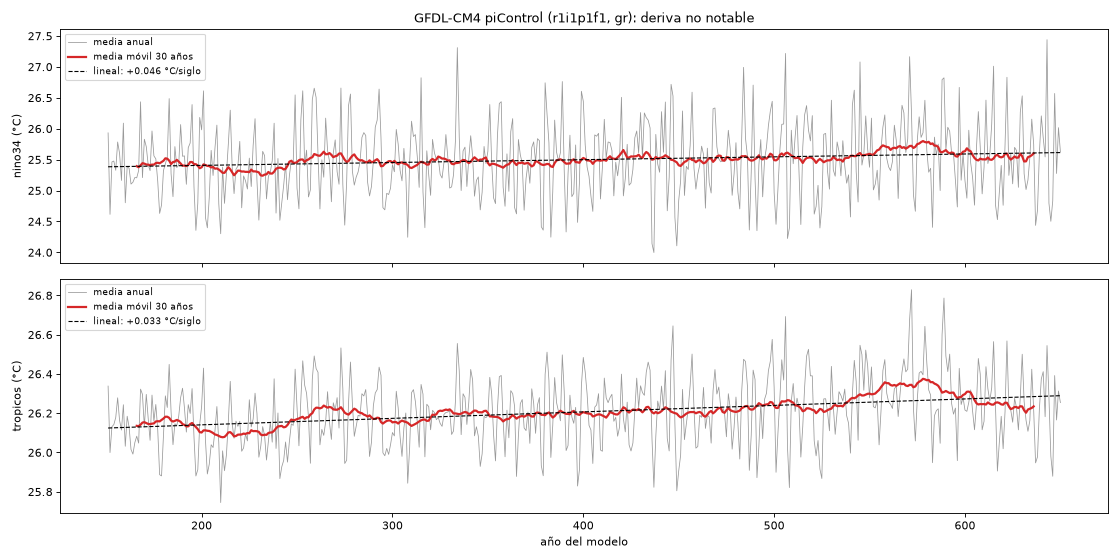 GFDL-CM4 piControl (r1i1p1f1, gr): deriva no notable
nino34 (°C)
27.5
27.0
26.5
26.0
25.5
25.0
24.5
24.0
media anual
media móvil 30 años
lineal: +0.046 °C/siglo
tropicos (°C)
26.8
26.6
26.4
26.2
26.0
25.8
media anual
media móvil 30 años
lineal: +0.033 °C/siglo
200
300
400
500
600
año del modelo